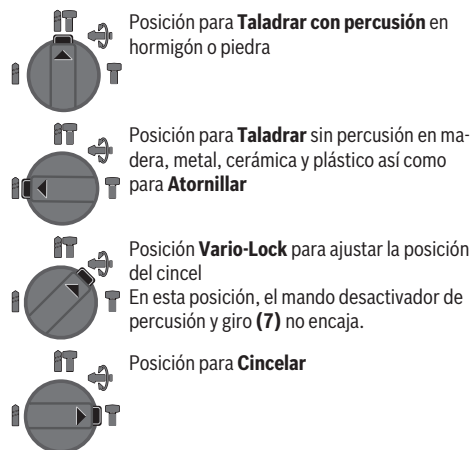 Posición para Taladrar con percusión en
hormigón o piedra
Posición para Taladrar sin percusión en ma-
dera, metal, cerámica y plástico así como
para Atornillar
Posición Vario-Lock para ajustar la posición
del cincel
En esta posición, el mando desactivador de
percusión y giro (7) no encaja.
Posición para Cincelar